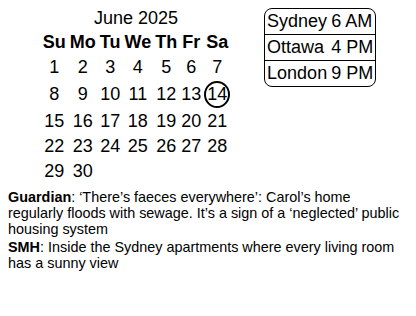 June 2025
Su Mo Tu We Th Fr Sa
1 2 3 4 5 6 7
8 9 10 11 12 13 14
15 16 17 18 19 20 21
22 23 24 25 26 27 28
29 30
Sydney 6 AM
Ottawa 4 PM
London 9 PM
Guardian: ‘There’s faeces everywhere’: Carol’s home
regularly floods with sewage. It’s a sign of a ‘neglected’ public
housing system
SMH: Inside the Sydney apartments where every living room
has a sunny view